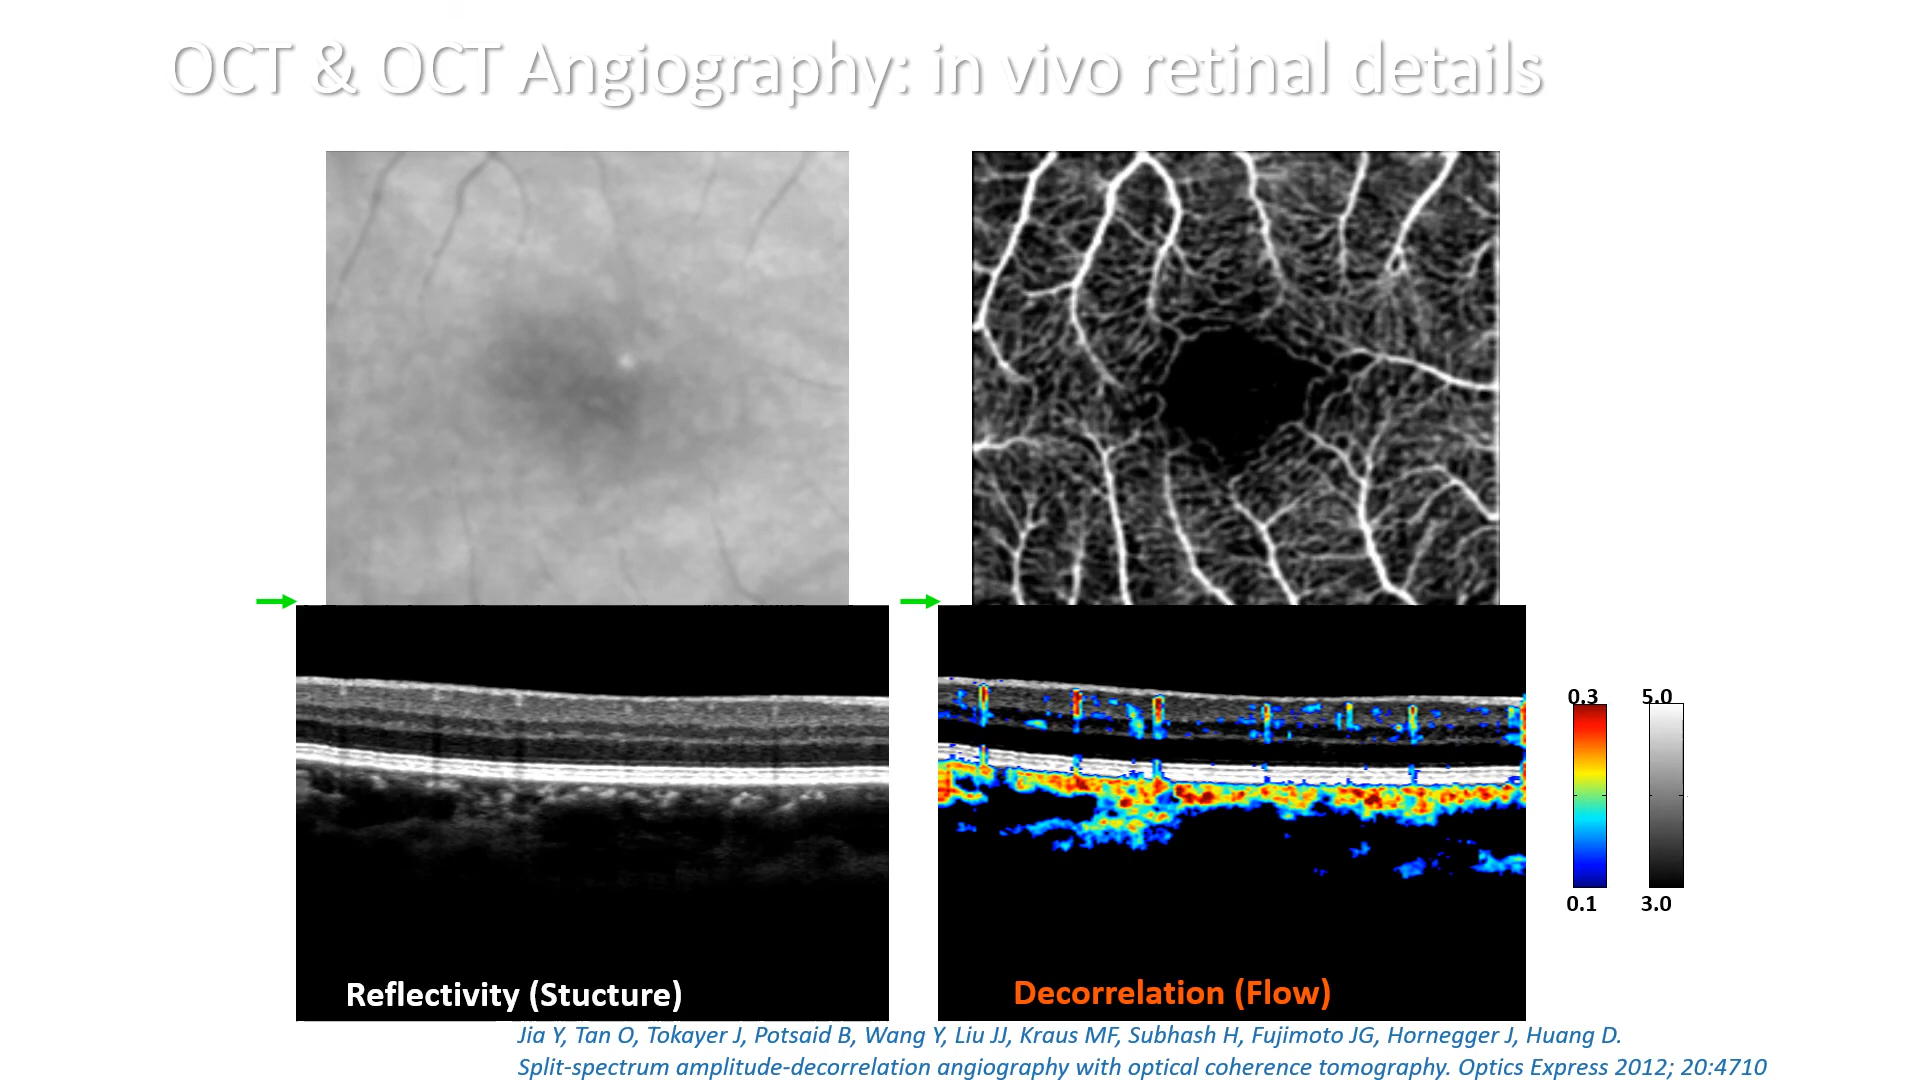 OCT & OCT Angiography: in vivo retinal details
0.3 5.0
0.1 3.0
Reflectivity (Stucture)
Decorrelation (Flow)
Jia Y, Tan O, Tokayer J, Potsaid B, Wang Y, Liu JJ, Kraus MF, Subhash H, Fujimoto JG, Hornegger J, Huang D.
Split-spectrum amplitude-decorrelation angiography with optical coherence tomography. Optics Express 2012; 20:4710